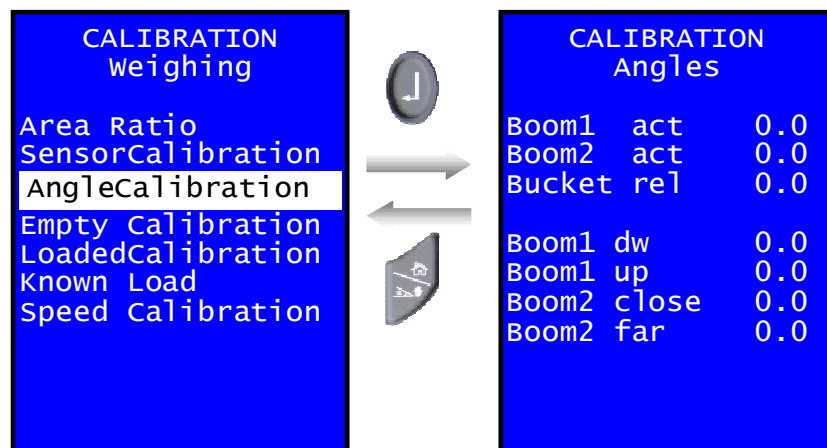 CALIBRATION
Weighing
Area Ratio
SensorCalibration
AngleCalibration
Empty Calibration
LoadedCalibration
Known Load
Speed Calibration
CALIBRATION
Angles
Boom1 act 0.0
Boom2 act 0.0
Bucket rel 0.0
Boom1 dw 0.0
Boom1 up 0.0
Boom2 close 0.0
Boom2 far 0.0